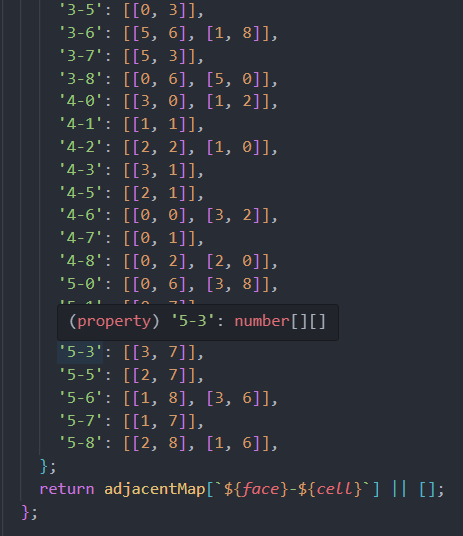 '3-5': [[0, 3]],
'3-6': [[5, 6], [1, 8]],
'3-7': [[5, 3]],
'3-8': [[0, 6], [5, 0]],
'4-0': [[3, 0], [1, 2]],
'4-1': [[1, 1]],
'4-2': [[2, 2], [1, 0]],
'4-3': [[3, 1]],
'4-5': [[2, 1]],
'4-6': [[0, 0], [3, 2]],
'4-7': [[0, 1]],
'4-8': [[0, 2], [2, 0]],
'5-0': [[0, 6], [3, 8]],
'5-1': [[0, 7]],
(property) '5-3': number[][]
'5-3': [[3, 7]],
'5-5': [[2, 7]],
'5-6': [[1, 8], [3, 6]],
'5-7': [[1, 7]],
'5-8': [[2, 8], [1, 6]],
};
return adjacentMap[`${face}-${cell}`] || [];
};